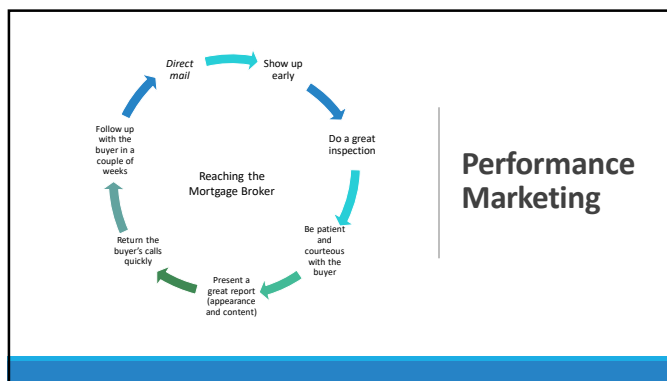 Direct
mail
Show up
early
Do a great
inspection
Be patient
and
courteous
with the
buyer
Present a
great report
(appearance
and content)
Return the
buyer's calls
quickly
Follow up
with the
buyer in a
couple of
weeks
Reaching the
Mortgage Broker
Performance
Marketing